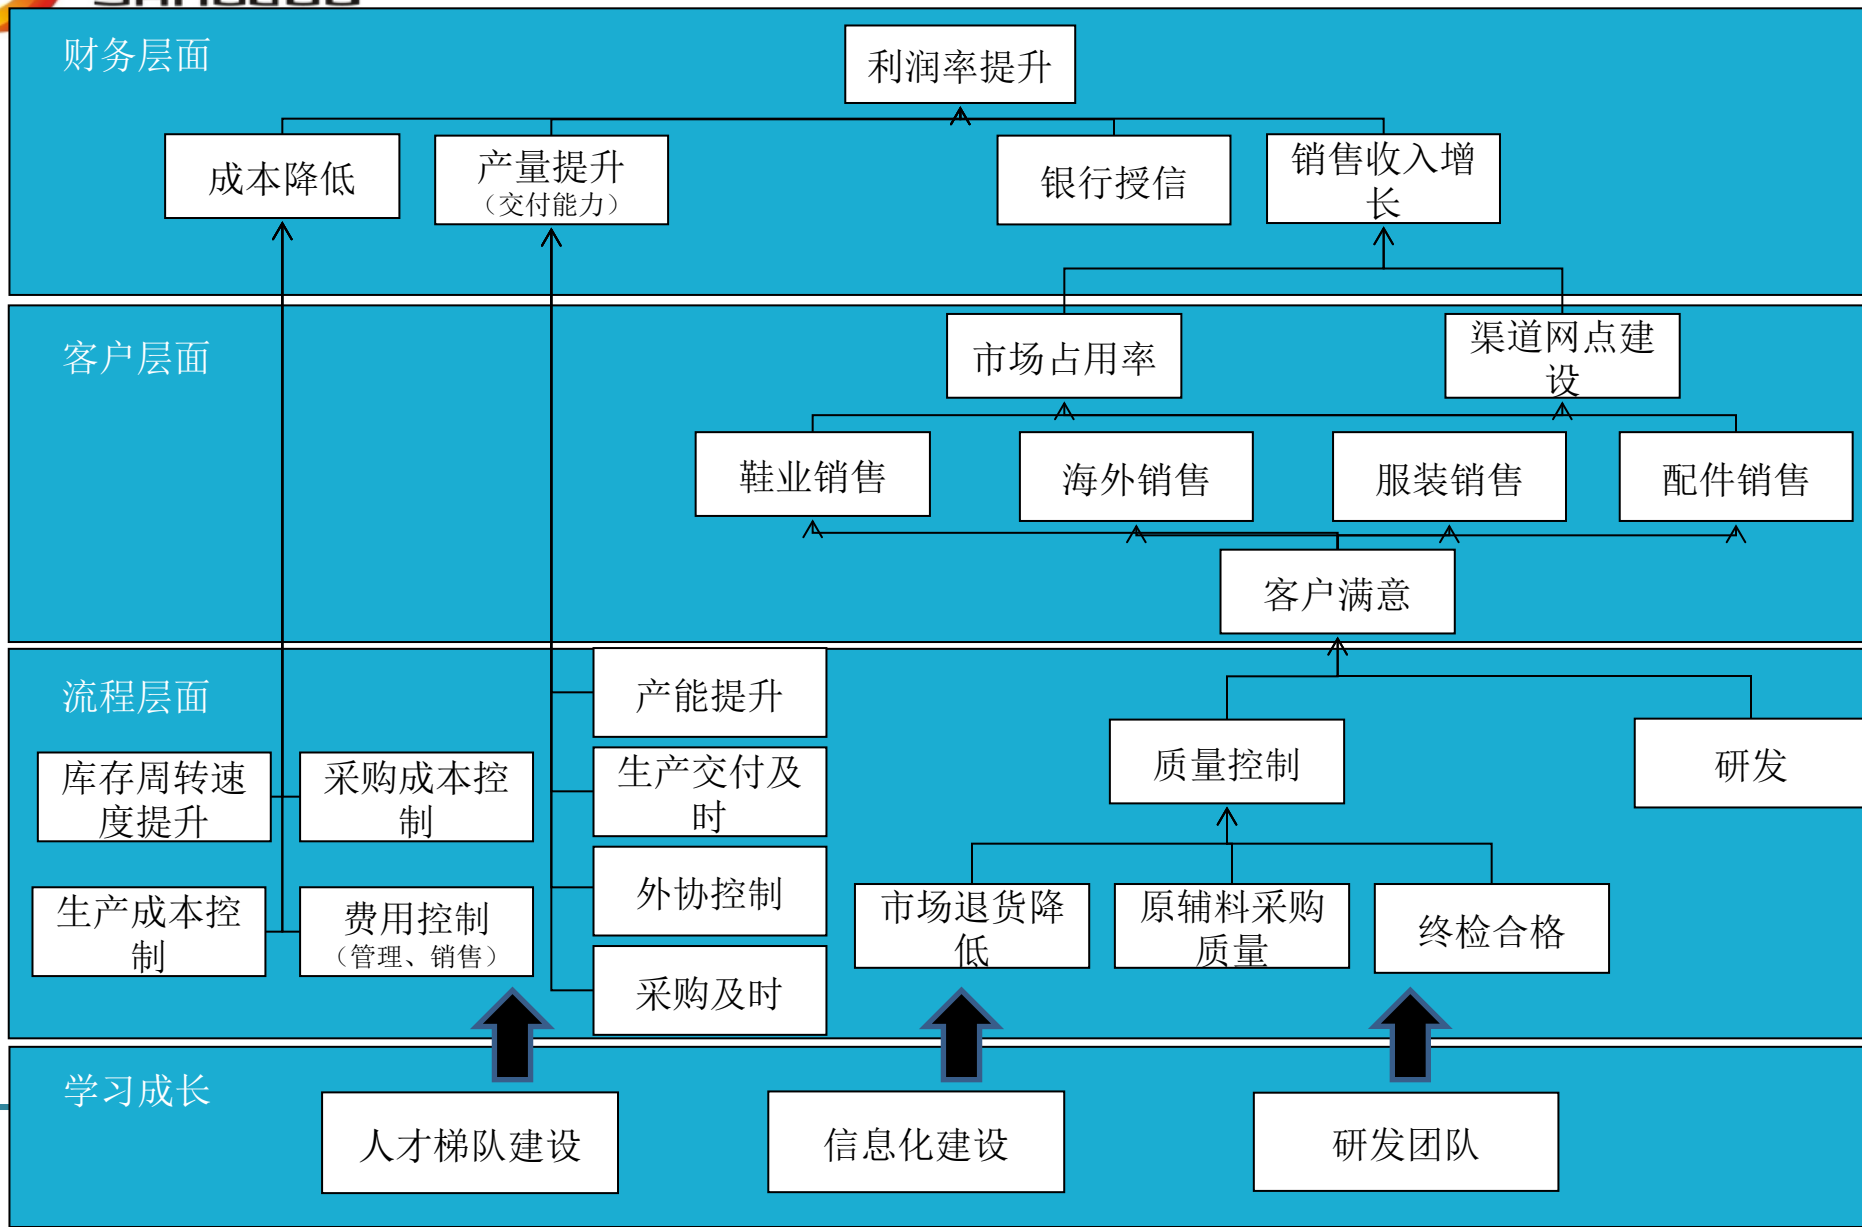 财务层面
利润率提升
成本降低
产量提升
（交付能力）
银行授信
销售收入增
长
客户层面
市场占用率
渠道网点建
设
鞋业销售
海外销售
服装销售
配件销售
客户满意
流程层面
产能提升
质量控制
研发
库存周转速
度提升
采购成本控
制
生产交付及
时
生产成本控
制
费用控制
（管理、销售）
外协控制
市场退货降
低
原辅料采购
质量
终检合格
采购及时
学习成长
人才梯队建设
信息化建设
研发团队